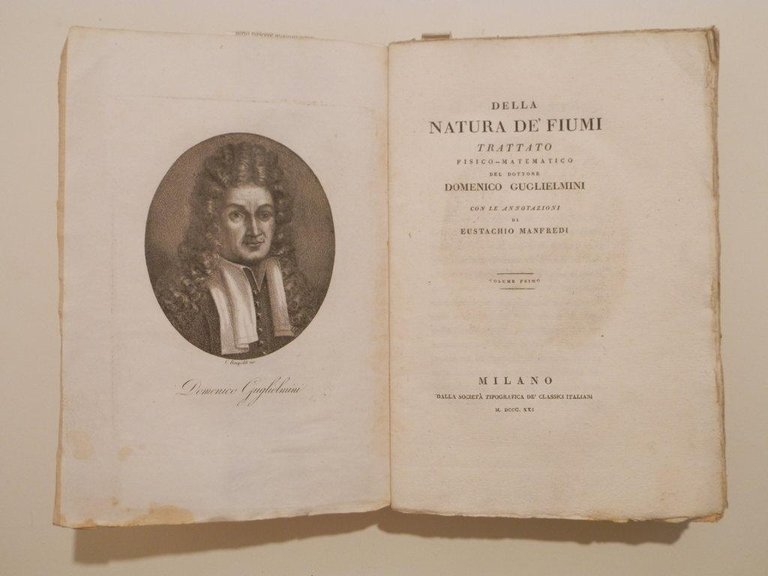 Domenico Guglielmini
DELLA
NATURA DE' FIUMI
TRATTATO
FISICO-MATEMATICO
DEL DOTTORE
DOMENICO GUGLIELMINI
CON LE ANNOTAZIONI
DI
EUSTACHIO MANFREDI
VOLUME PRIMO
MILANO
DALLA SOCIETÀ TIPOGRAFICA DE' CLASSICI ITALIANI
M. DCCC. XXI